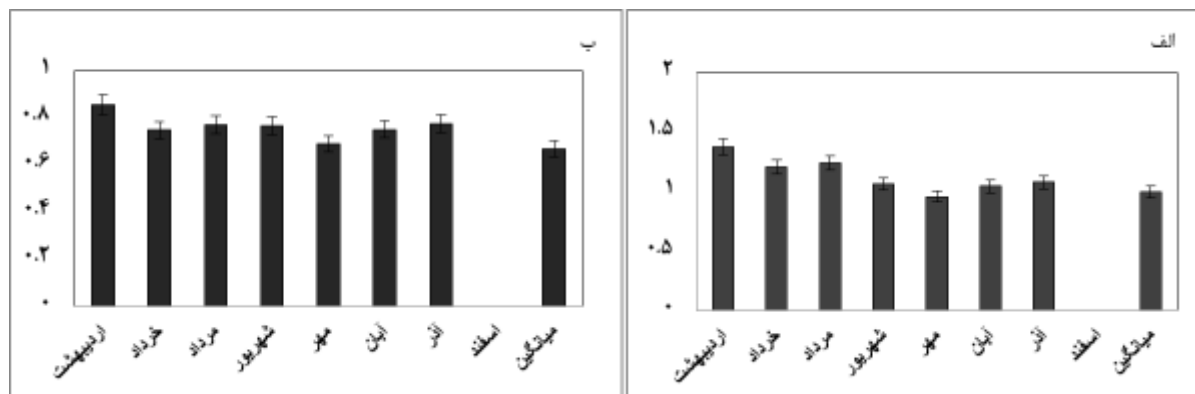 الف
۲
۱.۵
۱
۰.۵
۰
اردیبهشت
خرداد
مرداد
شهریور
مهر
آبان
آذر
اسفند
میانگین
ب
۱
۰.۸
۰.۶
۰.۴
۰.۲
۰
اردیبهشت
خرداد
مرداد
شهریور
مهر
آبان
آذر
اسفند
میانگین